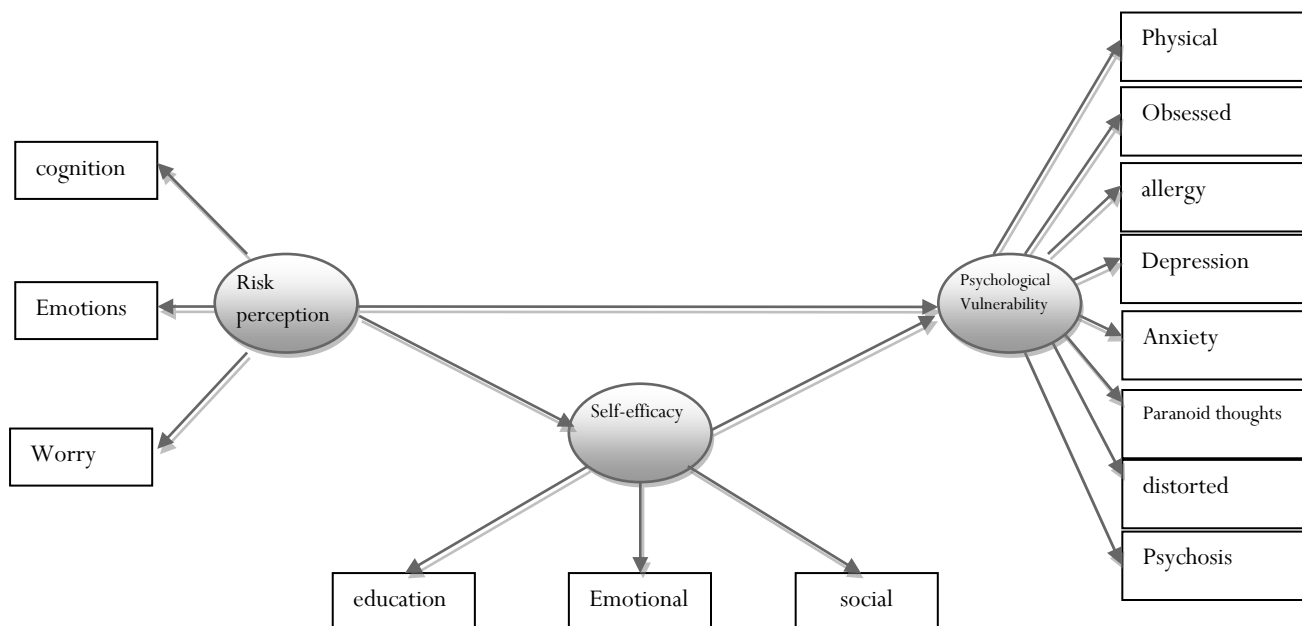 Physical
Obsessed
cognition
allergy
Risk
perception
Psychological
Vulnerability
Depression
Emotions
Anxiety
Self-efficacy
Paranoid thoughts
Worry
distorted
Psychosis
education
Emotional
social